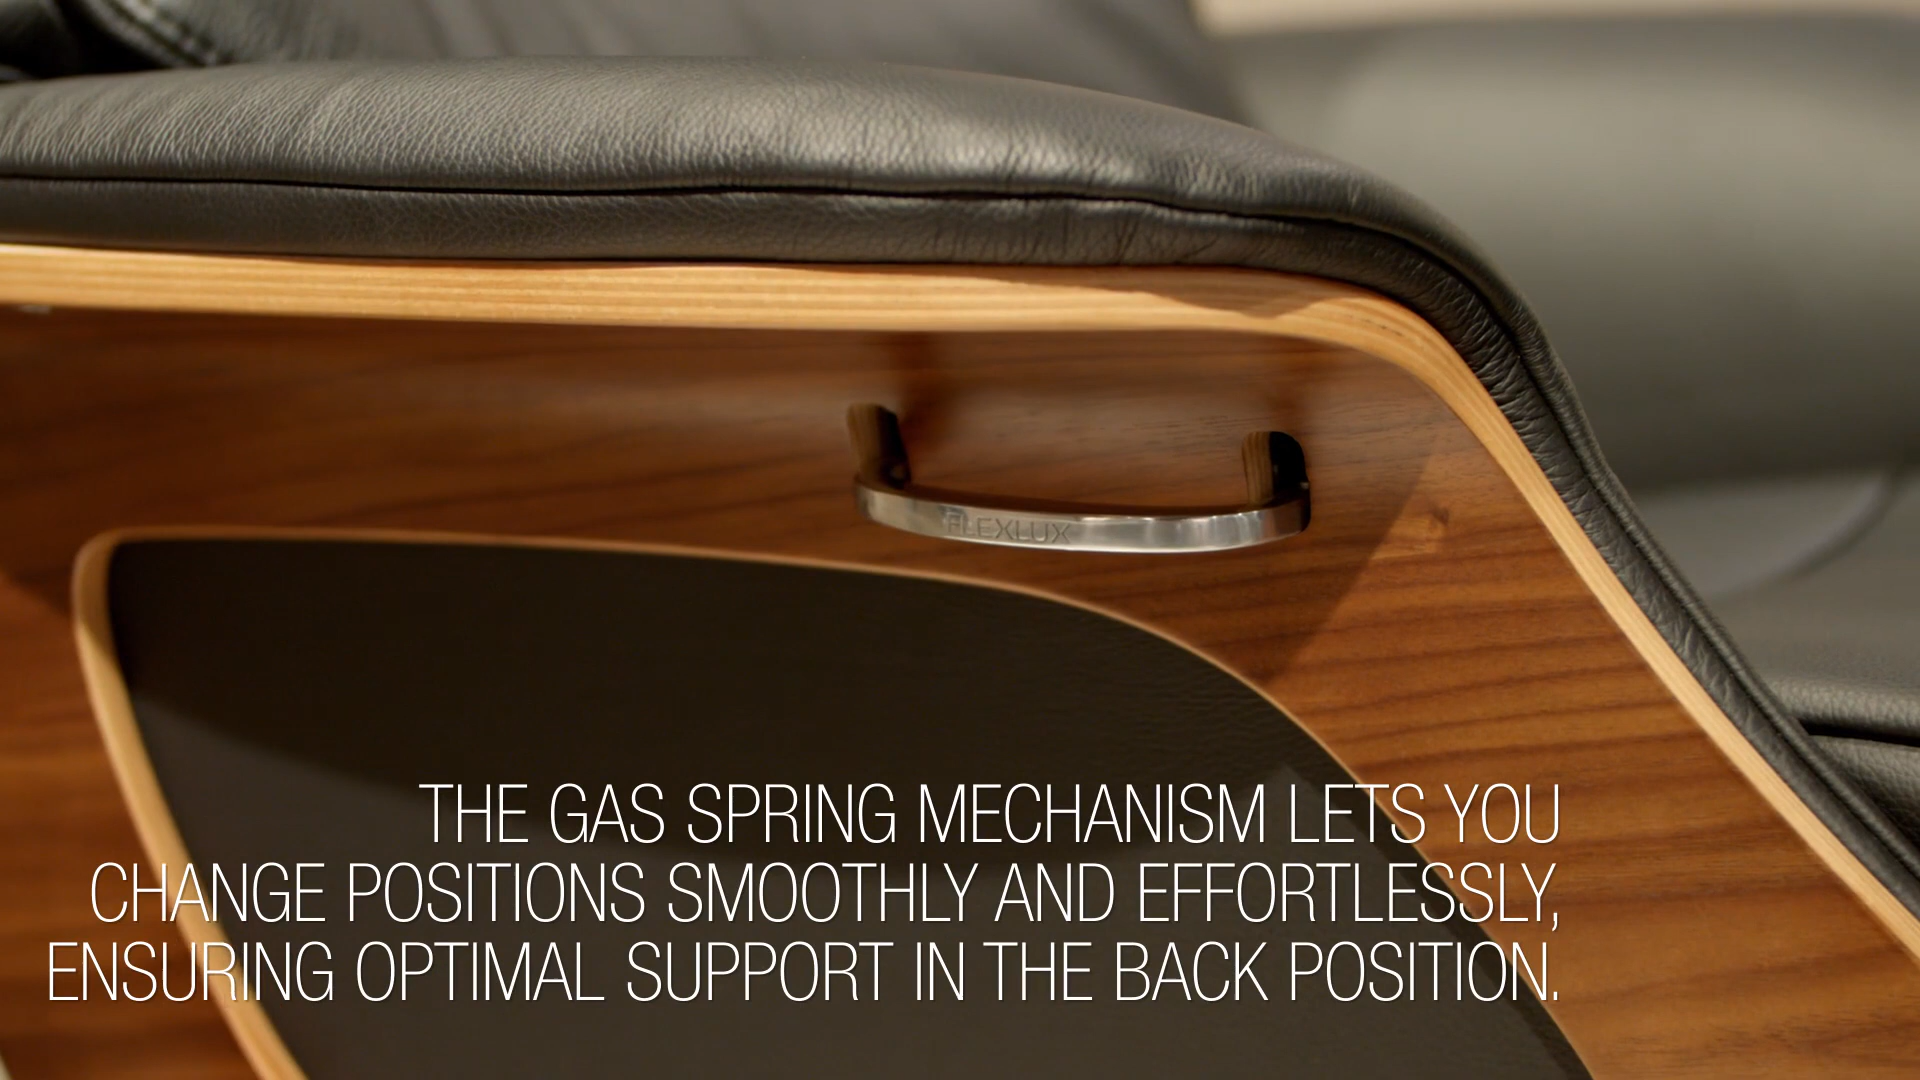 FLEXLUX
THE GAS SPRING MECHANISM LETS YOU
CHANGE POSITIONS SMOOTHLY AND EFFORTLESSLY,
ENSURING OPTIMAL SUPPORT IN THE BACK POSITION.